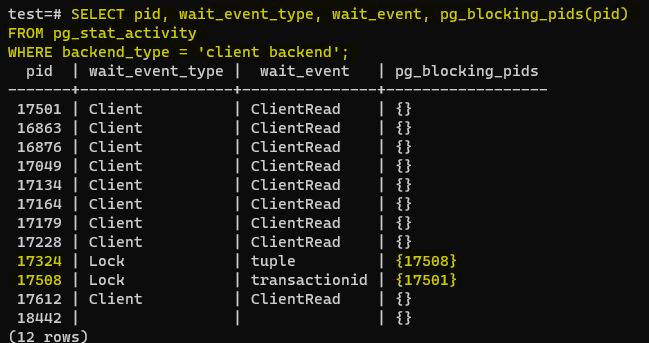 test=# SELECT pid, wait_event_type, wait_event, pg_blocking_pids(pid)
FROM pg_stat_activity
WHERE backend_type = 'client backend';
  pid  | wait_event_type |  wait_event   | pg_blocking_pids
-------+-----------------+---------------+------------------
 17501 | Client          | ClientRead    | {}
 16863 | Client          | ClientRead    | {}
 16876 | Client          | ClientRead    | {}
 17049 | Client          | ClientRead    | {}
 17134 | Client          | ClientRead    | {}
 17164 | Client          | ClientRead    | {}
 17179 | Client          | ClientRead    | {}
 17228 | Client          | ClientRead    | {}
 17324 | Lock            | tuple         | {17508}
 17508 | Lock            | transactionid | {17501}
 17612 | Client          | ClientRead    | {}
 18442 |                 |               | {}
(12 rows)